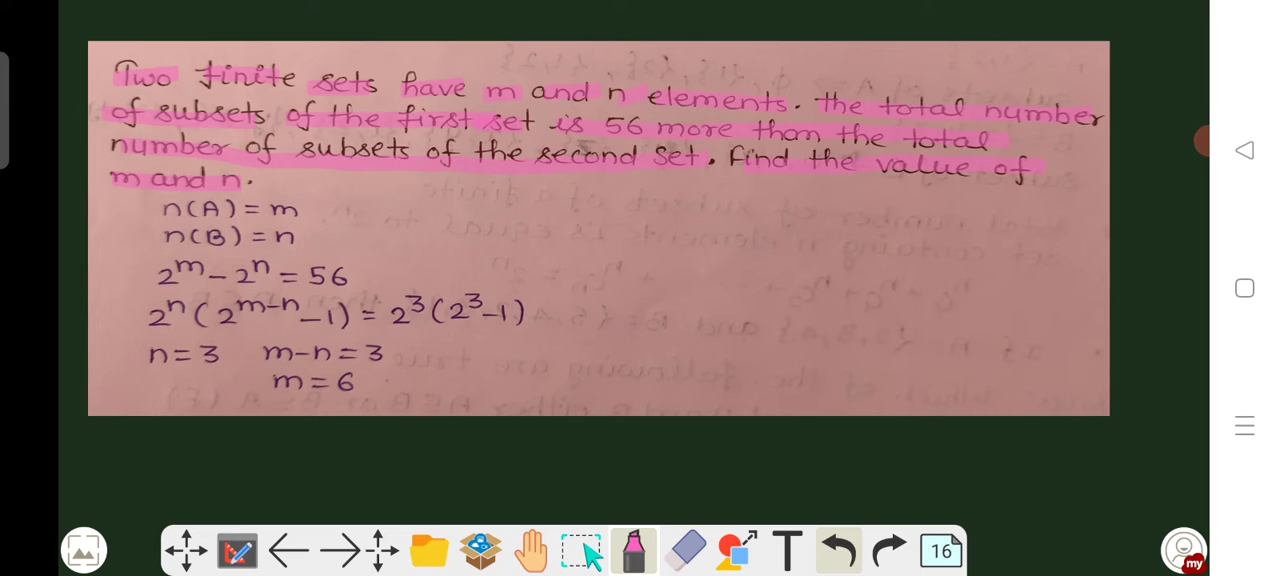 Two finite sets have m and n elements. The total number
of subsets of the first set is 56 more than the total
number of subsets of the second set. Find the value of
m and n.
n(A) = m
n(B) = n
2^m - 2^n = 56
2^n (2^{m-n} - 1) = 2^3 (2^3 - 1)
n = 3 m - n = 3
m = 6
T 16
my